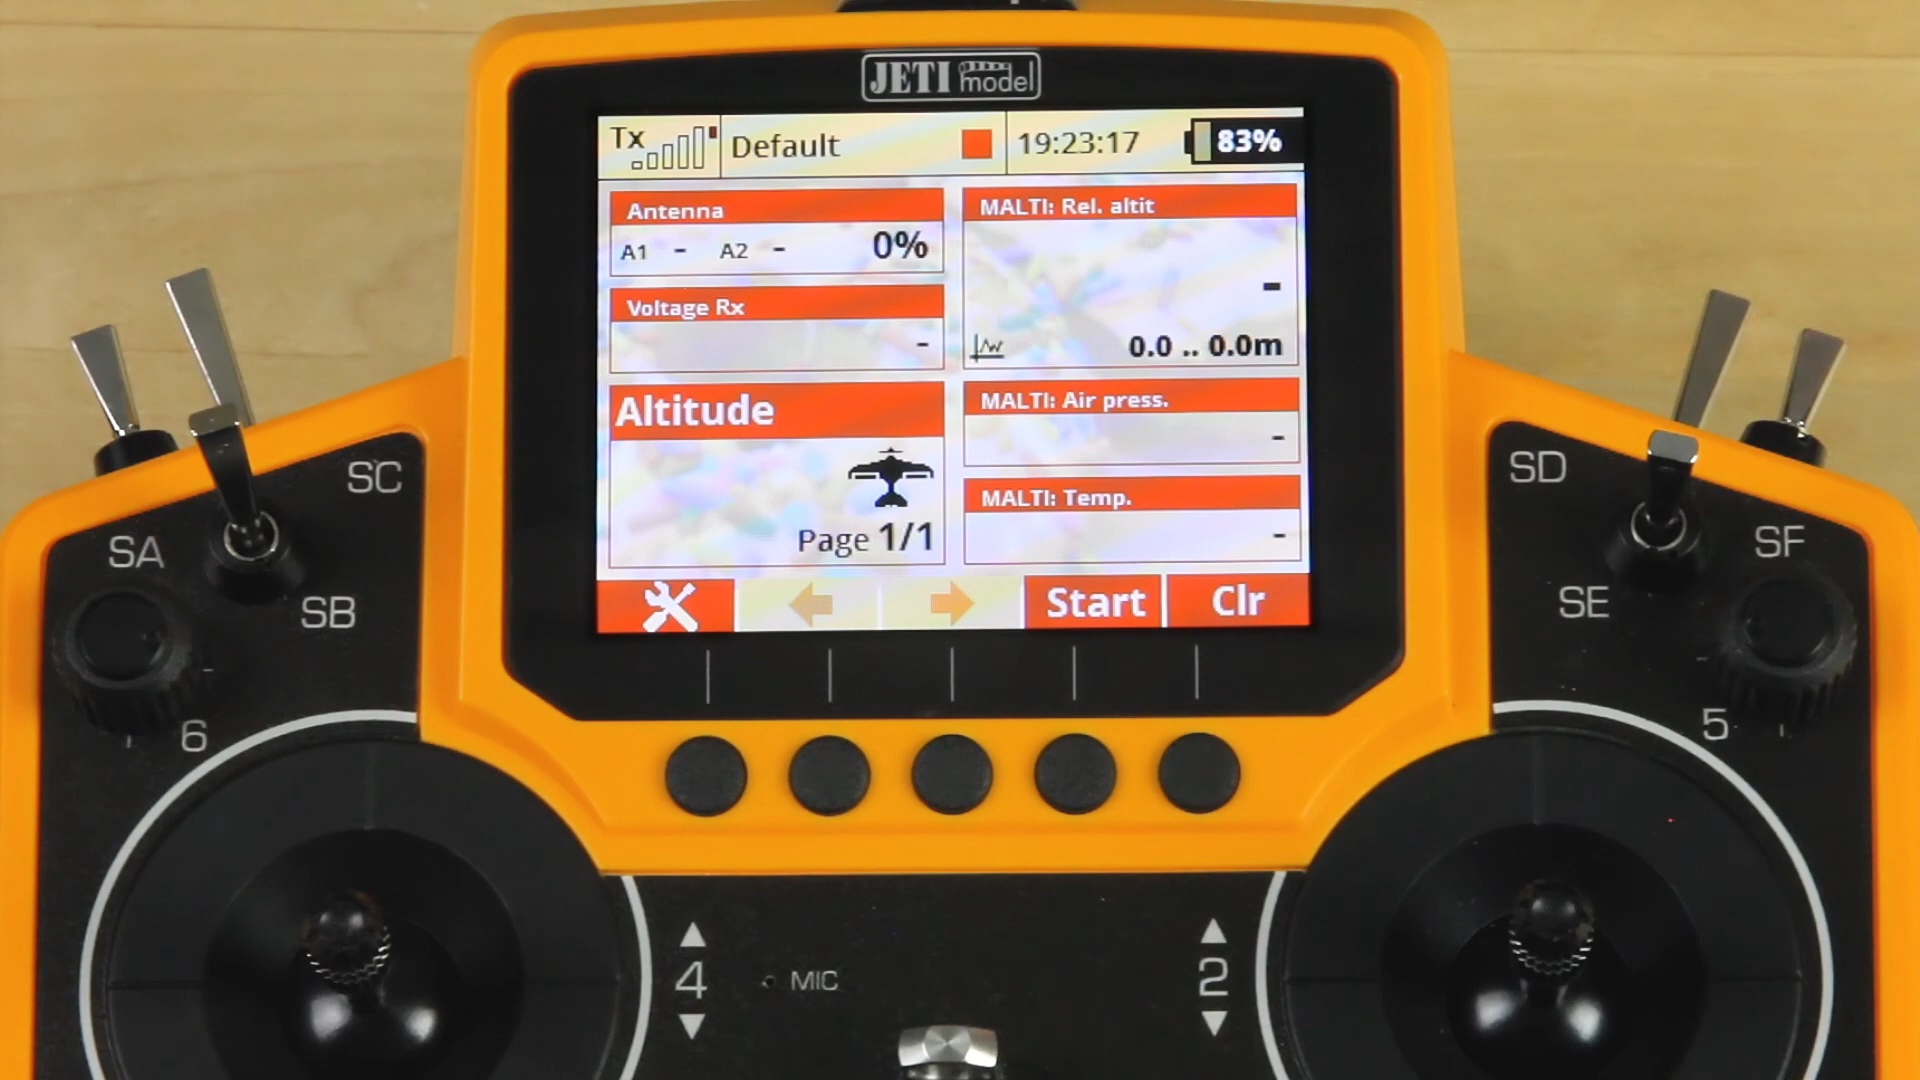 JETI model
Tx Default 19:23:17 83%
Antenna
A1 - A2 - 0%
Voltage Rx
-
Altitude
Page 1/1
MALTI: Rel. altit
-
0.0 .. 0.0m
MALTI: Air press.
-
MALTI: Temp.
-
Start
Clr
SC
SA
SB
6
SD
SF
SE
5
4
MIC
2